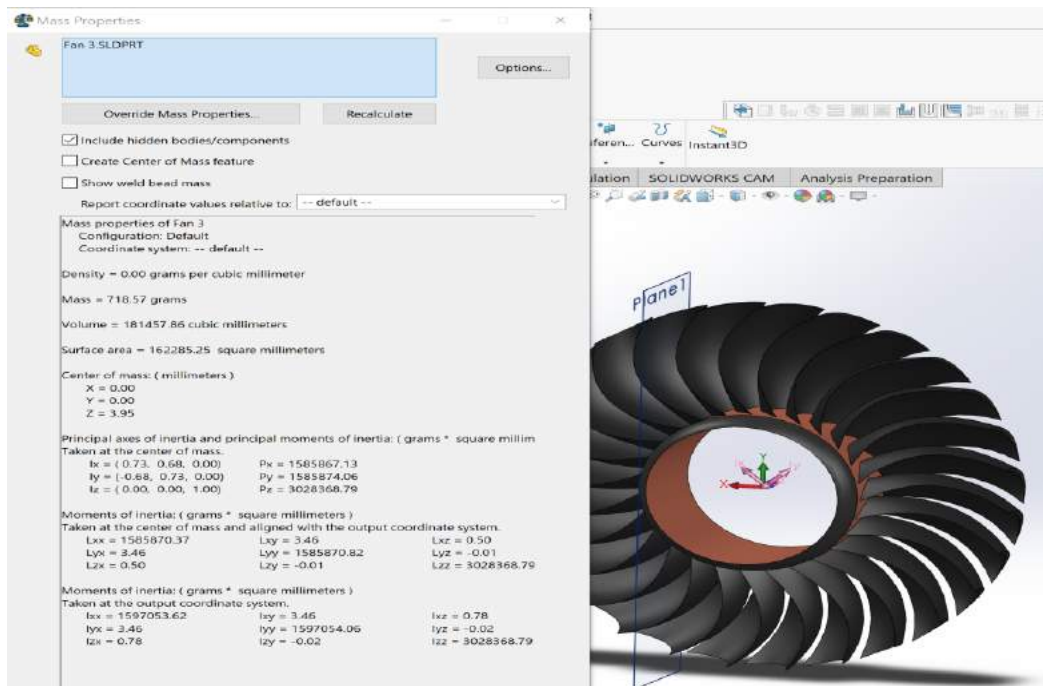 Mass Properties
Fan 3.SLDPRT
Options...
Override Mass Properties...
Recalculate
Include hidden bodies/components
Create Center of Mass feature
Show weld bead mass
Report coordinate values relative to: -- default --
Mass properties of Fan 3
Configuration: Default
Coordinate system: -- default --
Density = 0.00 grams per cubic millimeter
Mass = 718.57 grams
Volume = 181457.86 cubic millimeters
Surface area = 162285.25 square millimeters
Center of mass: ( millimeters )
X = 0.00
Y = 0.00
Z = 3.95
Principal axes of inertia and principal moments of inertia: ( grams * square millim
Taken at the center of mass.
Ix = ( 0.73, 0.68, 0.00) Px = 1585867.13
Iy = (-0.68, 0.73, 0.00) Py = 1585874.06
Iz = ( 0.00, 0.00, 1.00) Pz = 3028368.79
Moments of inertia: ( grams * square millimeters )
Taken at the center of mass and aligned with the output coordinate system.
Lxx = 1585870.37 Lxy = 3.46 Lxz = 0.50
Lyx = 3.46 Lyy = 1585870.82 Lyz = -0.01
Lzx = 0.50 Lzy = -0.01 Lzz = 3028368.79
Moments of inertia: ( grams * square millimeters )
Taken at the output coordinate system.
Ixx = 1597053.62 Ixy = 3.46 Ixz = 0.78
Iyx = 3.46 Iyy = 1597054.06 Iyz = -0.02
Izx = 0.78 Izy = -0.02 Izz = 3028368.79
feren... Curves Instant3D
ulation SOLIDWORKS CAM Analysis Preparation
Plane1
Y
X